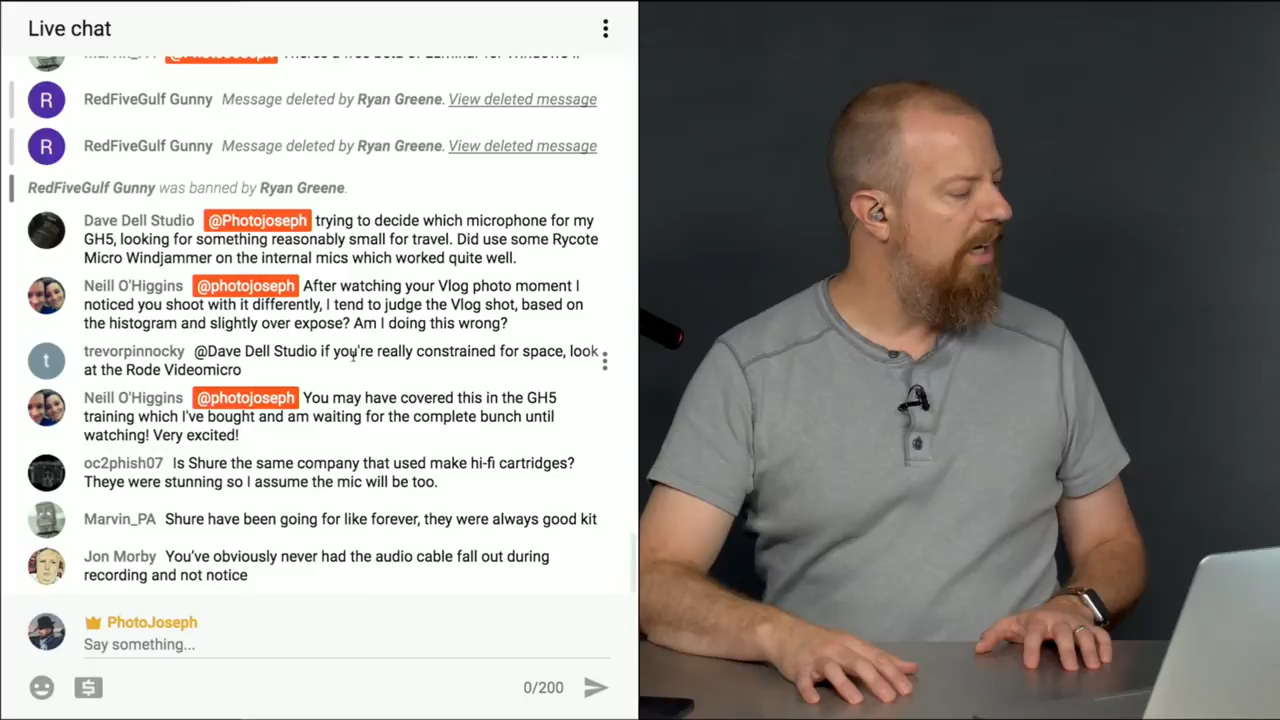 Live chat
RedFiveGulf Gunny Message deleted by Ryan Greene. View deleted message
RedFiveGulf Gunny Message deleted by Ryan Greene. View deleted message
RedFiveGulf Gunny was banned by Ryan Greene.
Dave Dell Studio @Photojoseph trying to decide which microphone for my
GH5, looking for something reasonably small for travel. Did use some Rycote
Micro Windjammer on the internal mics which worked quite well.
Neill O'Higgins @photojoseph After watching your Vlog photo moment I
noticed you shoot with it differently, I tend to judge the Vlog shot, based on
the histogram and slightly over expose? Am I doing this wrong?
trevorpinnocky @Dave Dell Studio if you're really constrained for space, look
at the Rode Videomicro
Neill O'Higgins @photojoseph You may have covered this in the GH5
training which I've bought and am waiting for the complete bunch until
watching! Very excited!
oc2phish07 Is Shure the same company that used make hi-fi cartridges?
Theye were stunning so I assume the mic will be too.
Marvin_PA Shure have been going for like forever, they were always good kit
Jon Morby You've obviously never had the audio cable fall out during
recording and not notice
PhotoJoseph
Say something...
0/200
R
R
t